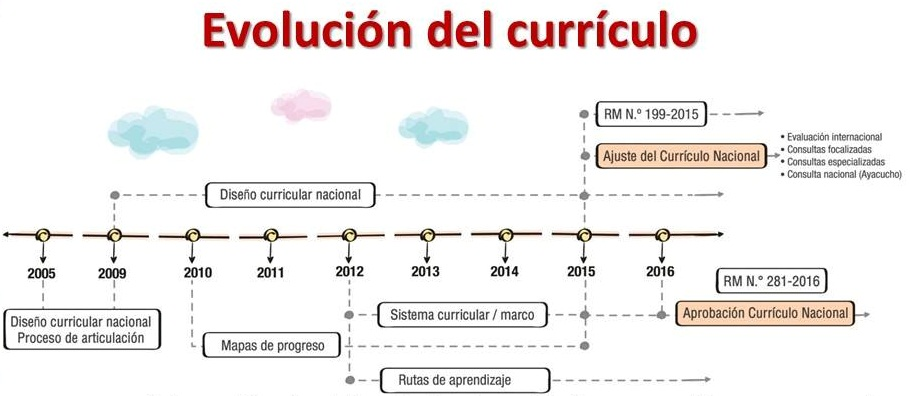 Evolución del currículo
RM N.º 199-2015
Ajuste del Currículo Nacional
• Evaluación internacional
• Consultas focalizadas
• Consultas especializadas
• Consulta nacional (Ayacucho)
Diseño curricular nacional
2005
2009
2010
2011
2012
2013
2014
2015
2016
RM N.° 281-2016
Diseño curricular nacional
Proceso de articulación
Sistema curricular / marco
Aprobación Currículo Nacional
Mapas de progreso
Rutas de aprendizaje